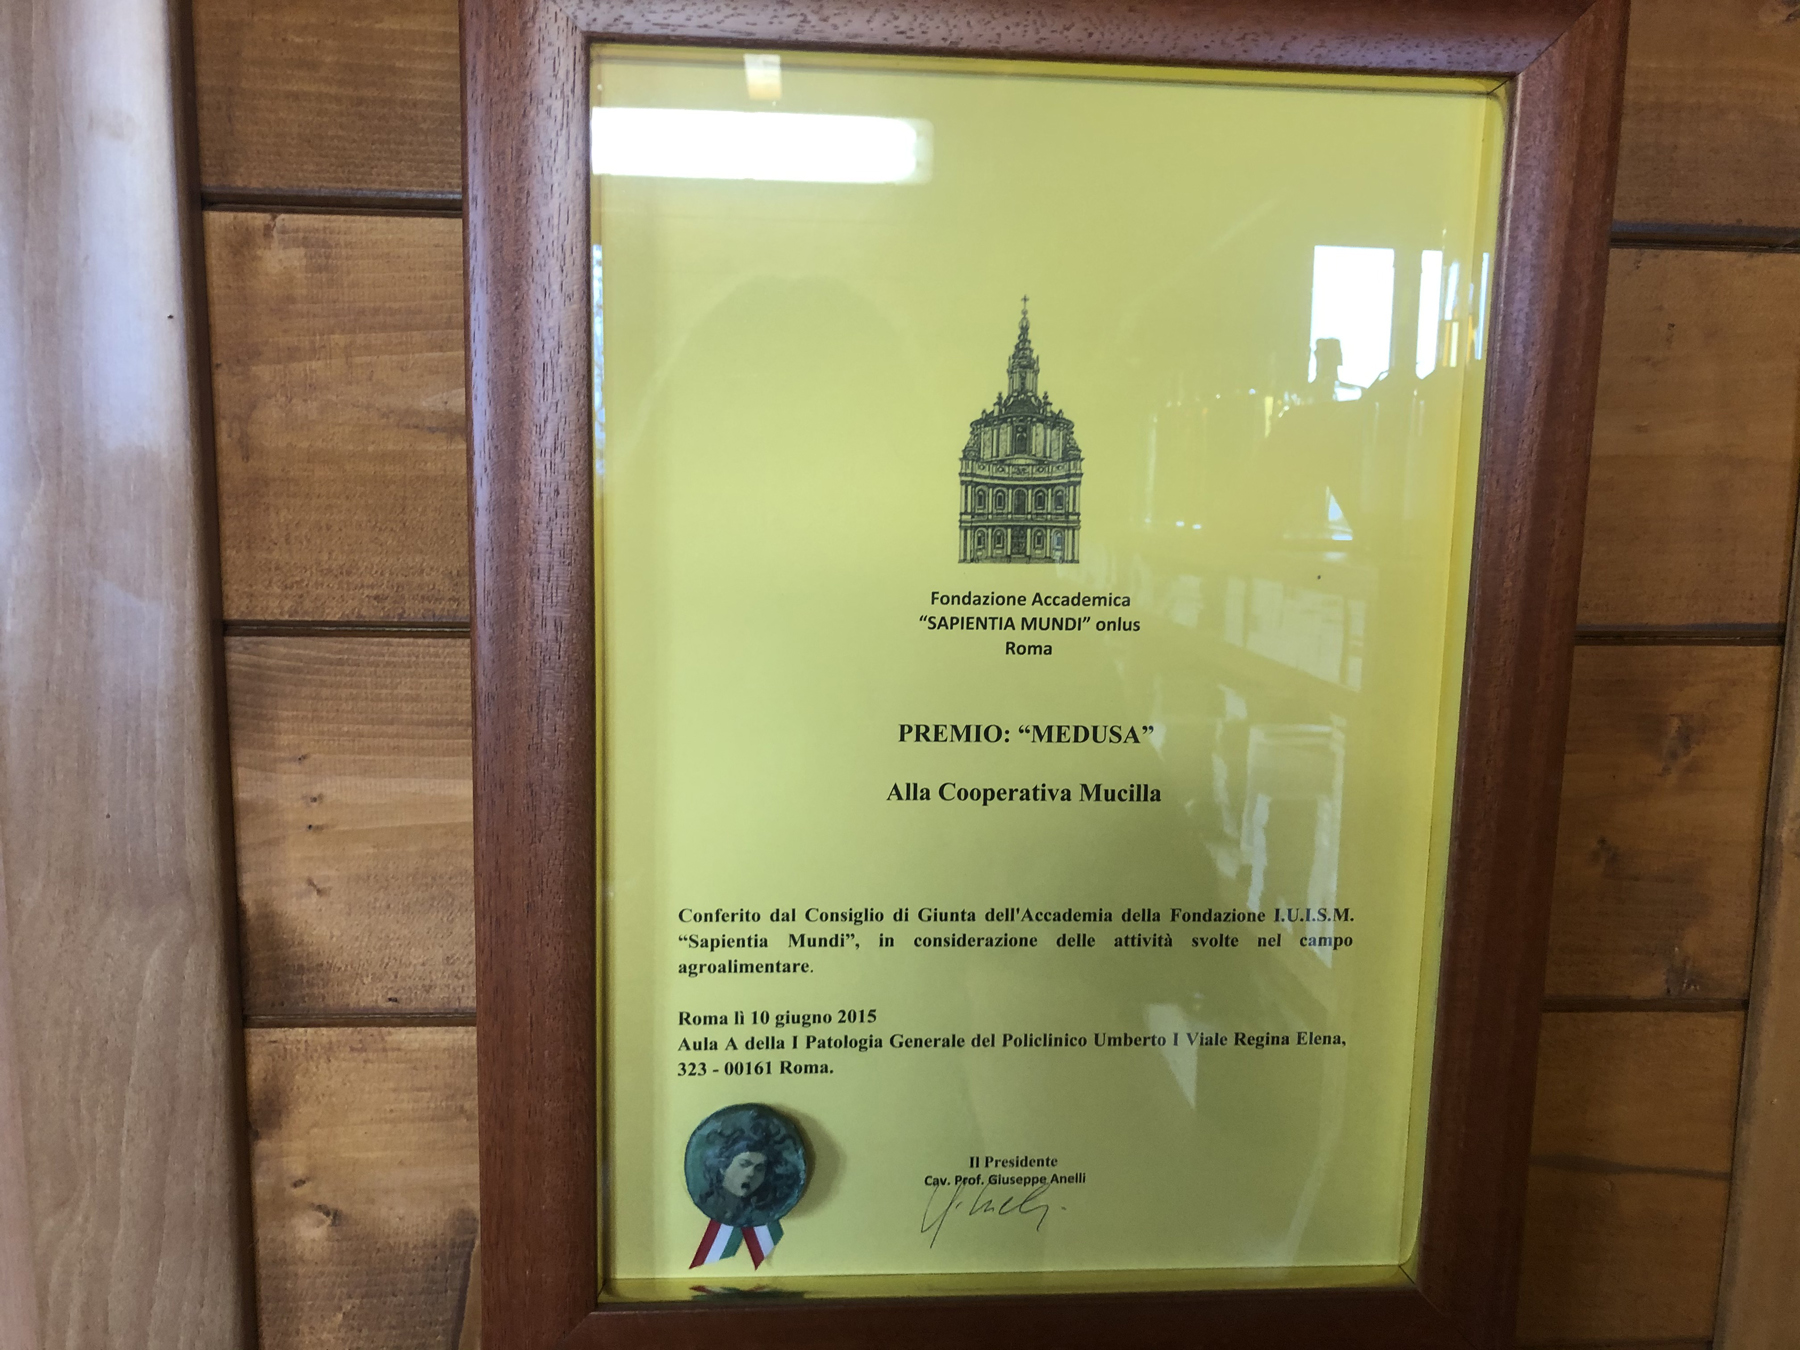 Fondazione Accademica
“SAPIENTIA MUNDI” onlus
Roma
PREMIO: “MEDUSA”
Alla Cooperativa Mucilla
Conferito dal Consiglio di Giunta dell'Accademia della Fondazione I.U.I.S.M.
“Sapientia Mundi”, in considerazione delle attività svolte nel campo
agroalimentare.
Roma lì 10 giugno 2015
Aula A della I Patologia Generale del Policlinico Umberto I Viale Regina Elena,
323 - 00161 Roma.
Il Presidente
Cav. Prof. Giuseppe Anelli